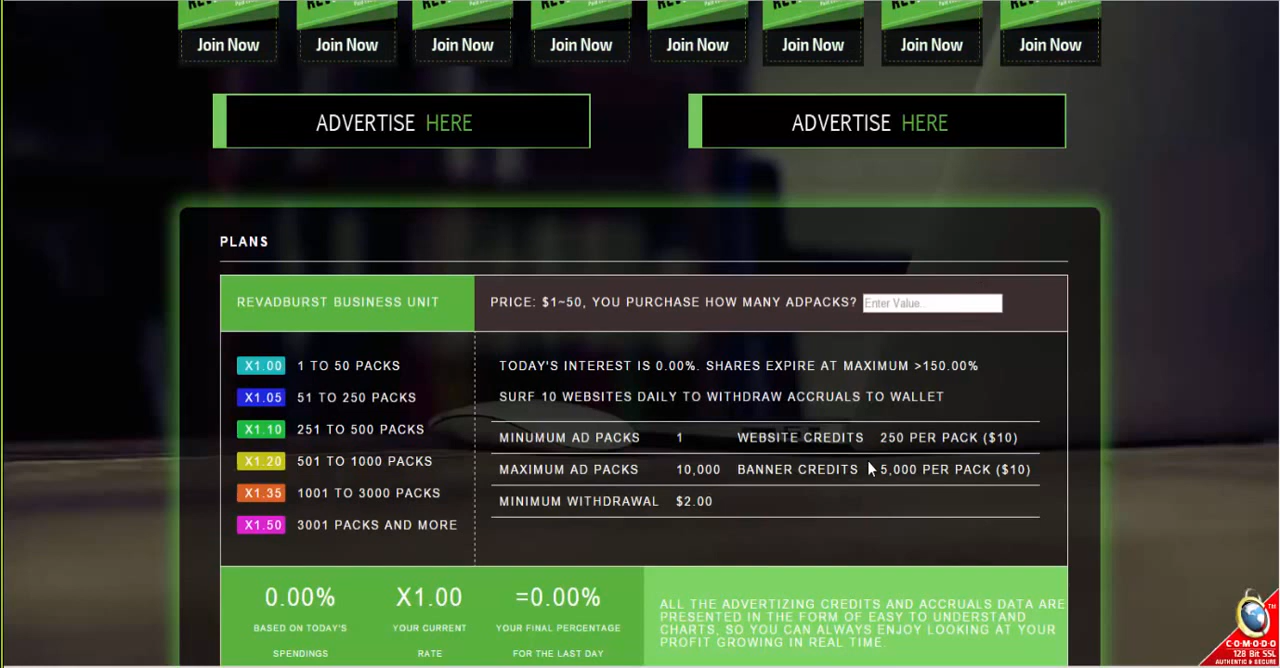 Join Now Join Now Join Now Join Now Join Now Join Now Join Now Join Now
ADVERTISE HERE ADVERTISE HERE
PLANS
REVADBURST BUSINESS UNIT
PRICE: $1~50, YOU PURCHASE HOW MANY ADPACKS? Enter Value.
X1.00 1 TO 50 PACKS
X1.05 51 TO 250 PACKS
X1.10 251 TO 500 PACKS
X1.20 501 TO 1000 PACKS
X1.35 1001 TO 3000 PACKS
X1.50 3001 PACKS AND MORE
TODAY'S INTEREST IS 0.00%. SHARES EXPIRE AT MAXIMUM >150.00%
SURF 10 WEBSITES DAILY TO WITHDRAW ACCRUALS TO WALLET
MINUMUM AD PACKS 1 WEBSITE CREDITS 250 PER PACK ($10)
MAXIMUM AD PACKS 10,000 BANNER CREDITS 5,000 PER PACK ($10)
MINIMUM WITHDRAWAL $2.00
0.00% X1.00 =0.00%
BASED ON TODAY'S YOUR CURRENT YOUR FINAL PERCENTAGE
SPENDINGS RATE FOR THE LAST DAY
ALL THE ADVERTIZING CREDITS AND ACCRUALS DATA ARE
PRESENTED IN THE FORM OF EASY TO UNDERSTAND
CHARTS, SO YOU CAN ALWAYS ENJOY LOOKING AT YOUR
PROFIT GROWING IN REAL TIME.
COMODO
128 Bit SSL
AUTHENTIC & SECURE